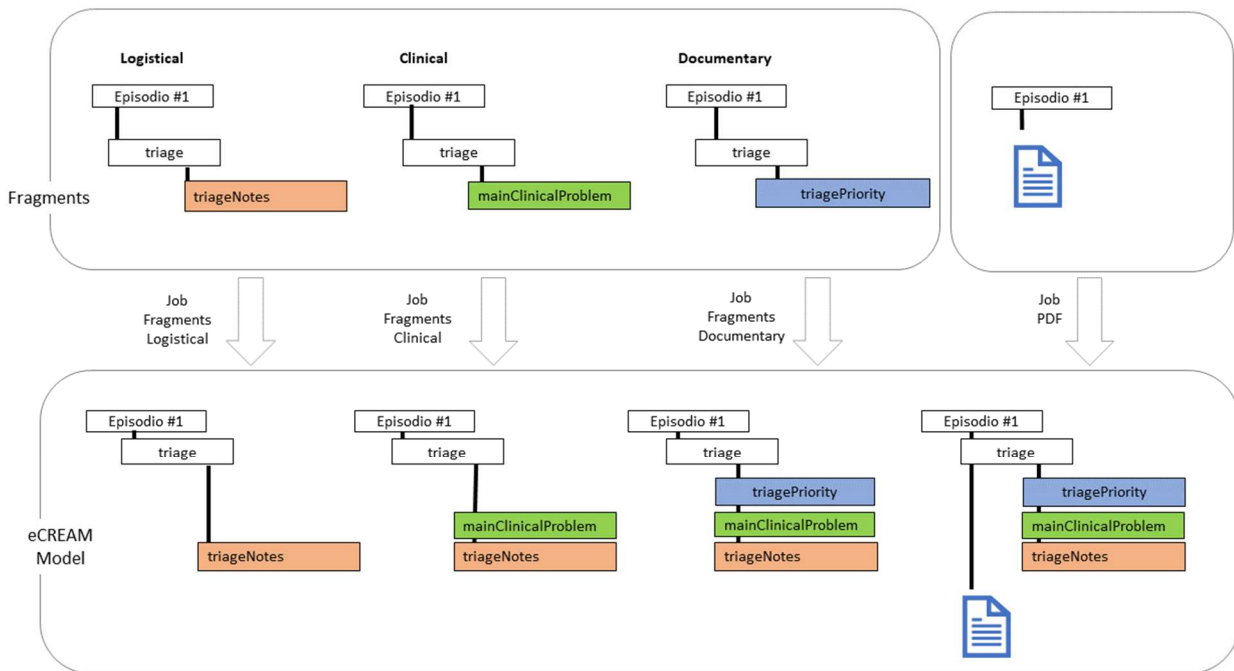 Logistical
Clinical
Documentary
Episodio #1
Episodio #1
Episodio #1
Episodio #1
triage
triage
triage
Fragments
triageNotes
mainClinicalProblem
triagePriority
Job
Fragments
Logistical
Job
Fragments
Clinical
Job
Fragments
Documentary
Job
PDF
Episodio #1
Episodio #1
Episodio #1
Episodio #1
triage
triage
triage
triage
triagePriority
triagePriority
mainClinicalProblem
mainClinicalProblem
mainClinicalProblem
eCREAM
Model
triageNotes
triageNotes
triageNotes
triageNotes